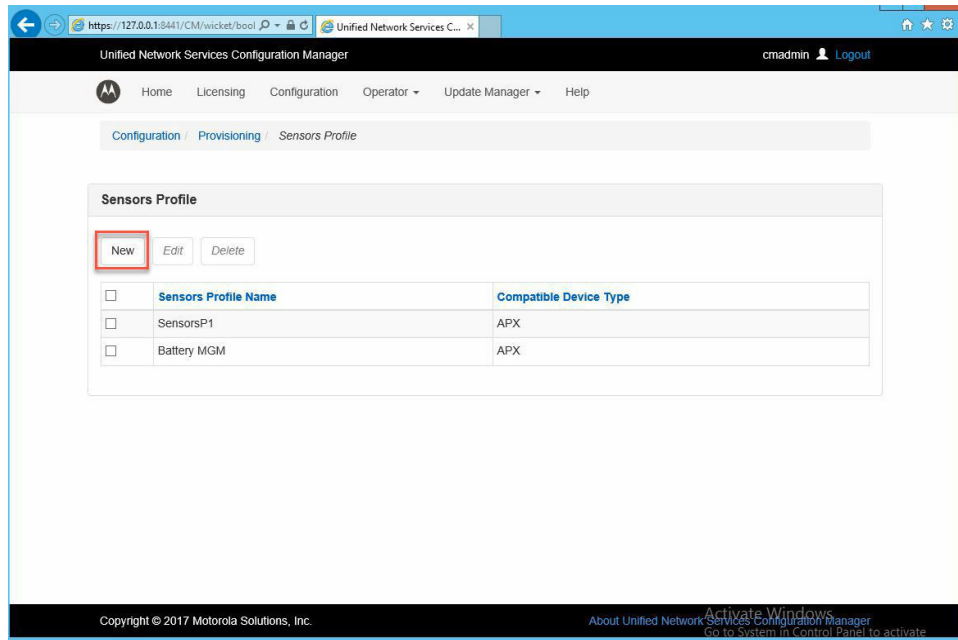 https://127.0.0.1:8441/CM/wicket/bool
Unified Network Services C... ×
Unified Network Services Configuration Manager
cmadmin Logout
Home Licensing Configuration Operator Update Manager Help
Configuration / Provisioning / Sensors Profile
Sensors Profile
New Edit Delete
Sensors Profile Name Compatible Device Type
SensorsP1 APX
Battery MGM APX
Copyright © 2017 Motorola Solutions, Inc.
About Unified Network Services Configuration Manager
Activate Windows
Go to System in Control Panel to activate